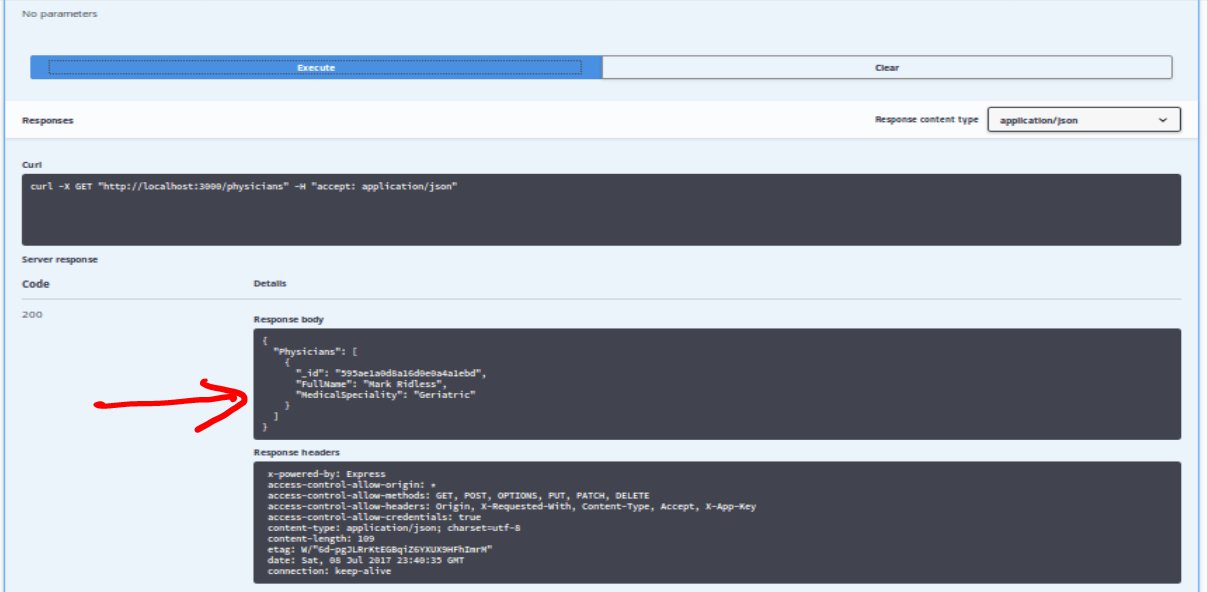 No parameters
Execute
Clear
Responses
Response content type
application/json
Curl
curl -X GET "http://localhost:3000/physicians" -H "accept: application/json"
Server response
Code
Details
200
Response body
{
"Physicians": [
{
"_id": "595ae1a0d8a16d0e0a4a1ebd",
"FullName": "Mark Ridless",
"MedicalSpeciality": "Geriatric"
}
]
}
Response headers
x-powered-by: Express
access-control-allow-origin: *
access-control-allow-methods: GET, POST, OPTIONS, PUT, PATCH, DELETE
access-control-allow-headers: Origin, X-Requested-With, Content-Type, Accept, X-App-Key
access-control-allow-credentials: true
content-type: application/json; charset=utf-8
content-length: 109
etag: W/"6d-pgJLRrKtEGBqiZ6YXUX9HFhImrM"
date: Sat, 08 Jul 2017 23:40:35 GMT
connection: keep-alive